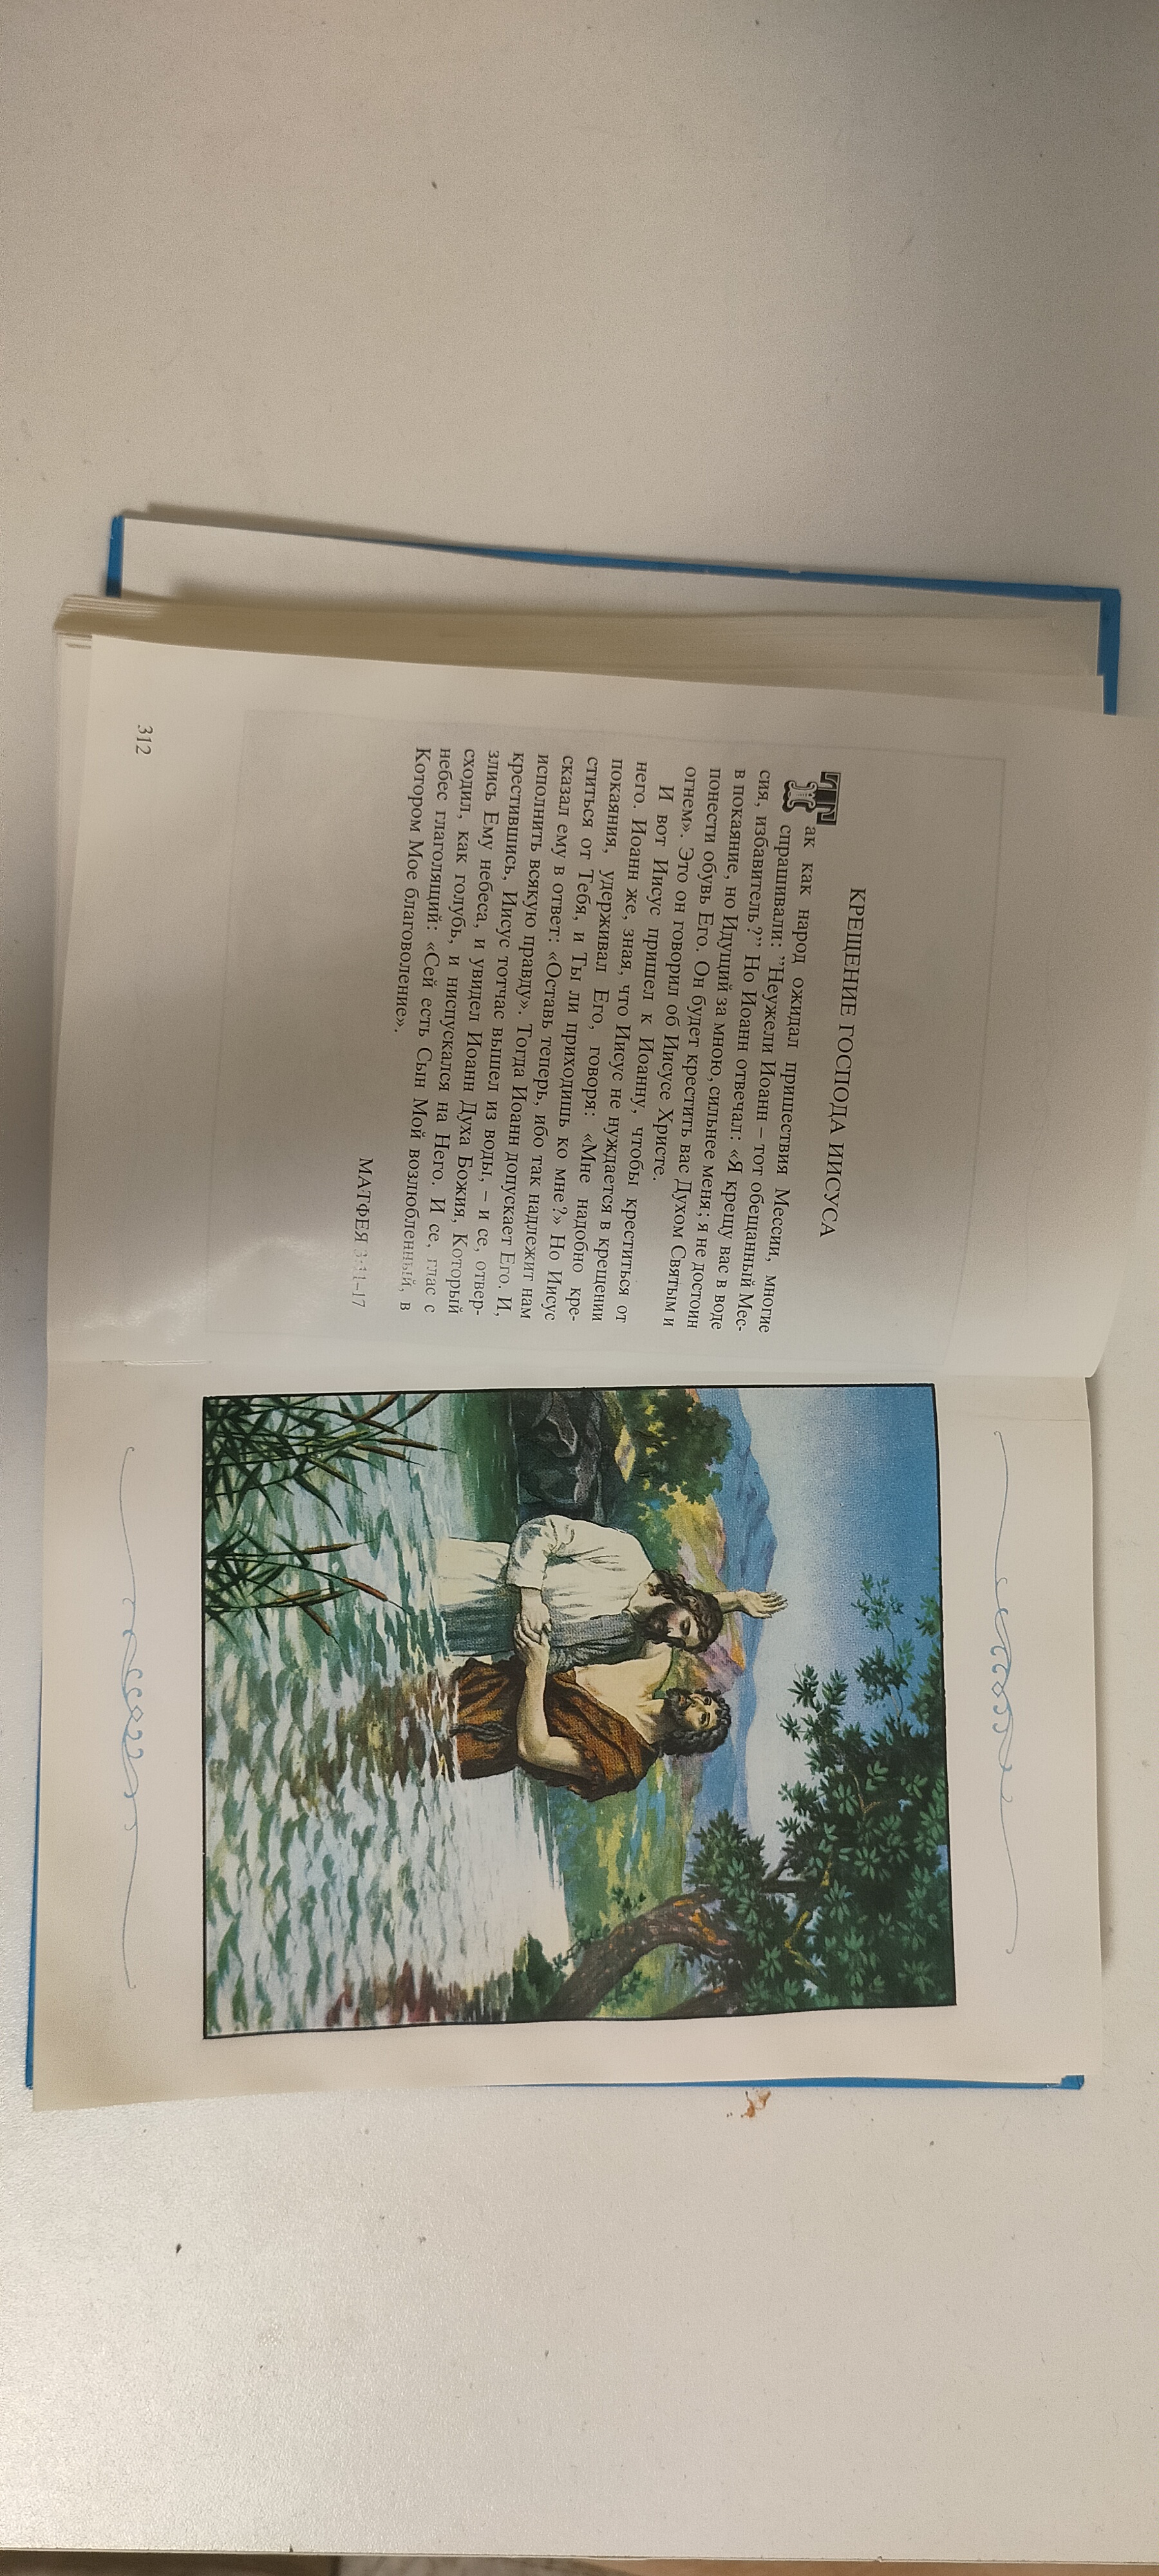 КРЕЩЕНИЕ ГОСПОДА ИИСУСА
Так как народ ожидал пришествия Мессии, многие
спрашивали: ”Неужели Иоанн – тот обещанный Мес-
сия, избавитель?” Но Иоанн отвечал: «Я крещу вас в воде
в покаяние, но Идущий за мною, сильнее меня; я не достоин
понести обувь Его. Он будет крестить вас Духом Святым и
огнем». Это он говорил об Иисусе Христе.
И вот Иисус пришел к Иоанну, чтобы креститься от
него. Иоанн же, зная, что Иисус не нуждается в крещении
покаяния, удерживал Его, говоря: «Мне надобно кре-
ститься от Тебя, и Ты ли приходишь ко мне?» Но Иисус
сказал ему в ответ: «Оставь теперь, ибо так надлежит нам
исполнить всякую правду». Тогда Иоанн допускает Его. И,
крестившись, Иисус тотчас вышел из воды, – и се, отвер-
злись Ему небеса, и увидел Иоанн Духа Божия, Который
сходил, как голубь, и ниспускался на Него. И се, глас с
небес глаголящий: «Сей есть Сын Мой возлюбленный, в
Котором Мое благоволение».
МАТФЕЯ 3:11–17
312